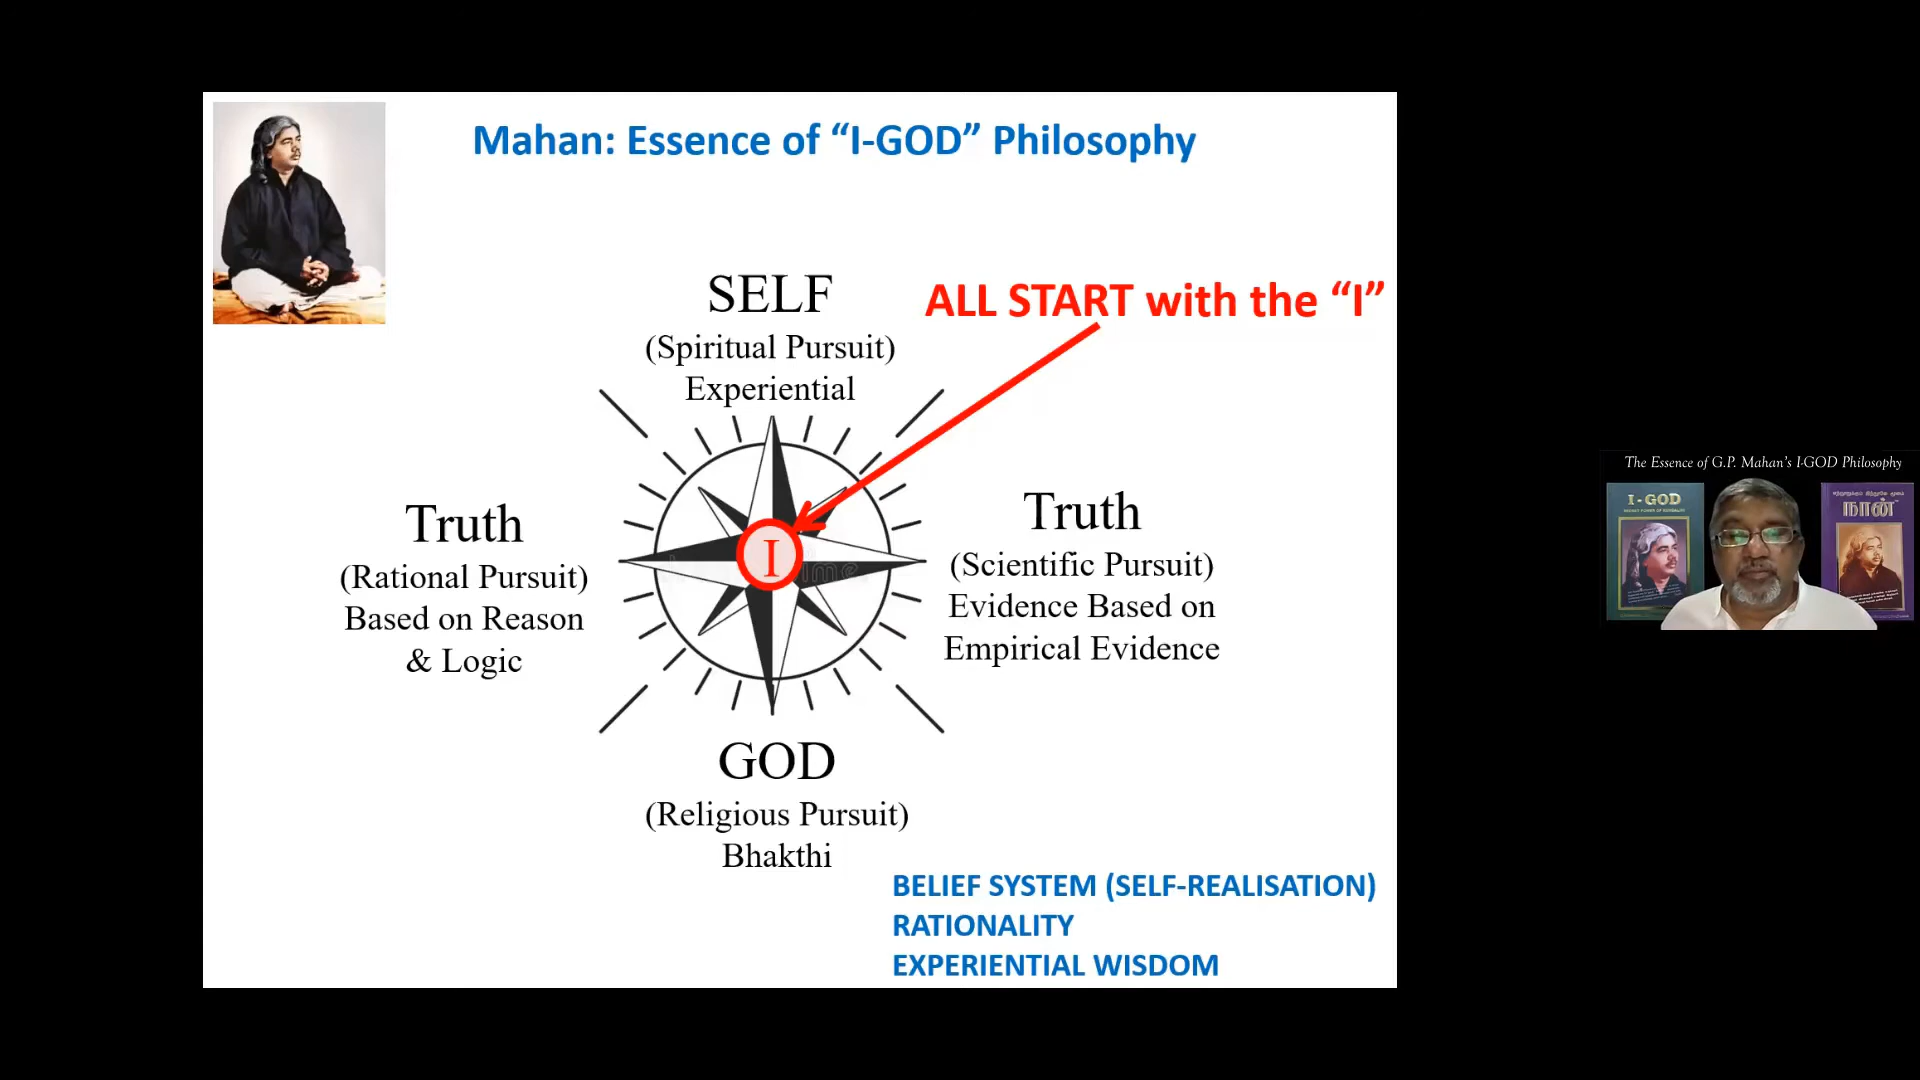 Mahan: Essence of “I-GOD” Philosophy
SELF
(Spiritual Pursuit)
Experiential
ALL START with the “I”
Truth
(Rational Pursuit)
Based on Reason
& Logic
I
Truth
(Scientific Pursuit)
Evidence Based on
Empirical Evidence
GOD
(Religious Pursuit)
Bhakthi
BELIEF SYSTEM (SELF-REALISATION)
RATIONALITY
EXPERIENTIAL WISDOM
The Essence of G.P. Mahan's I-GOD Philosophy
I-GOD
நான்